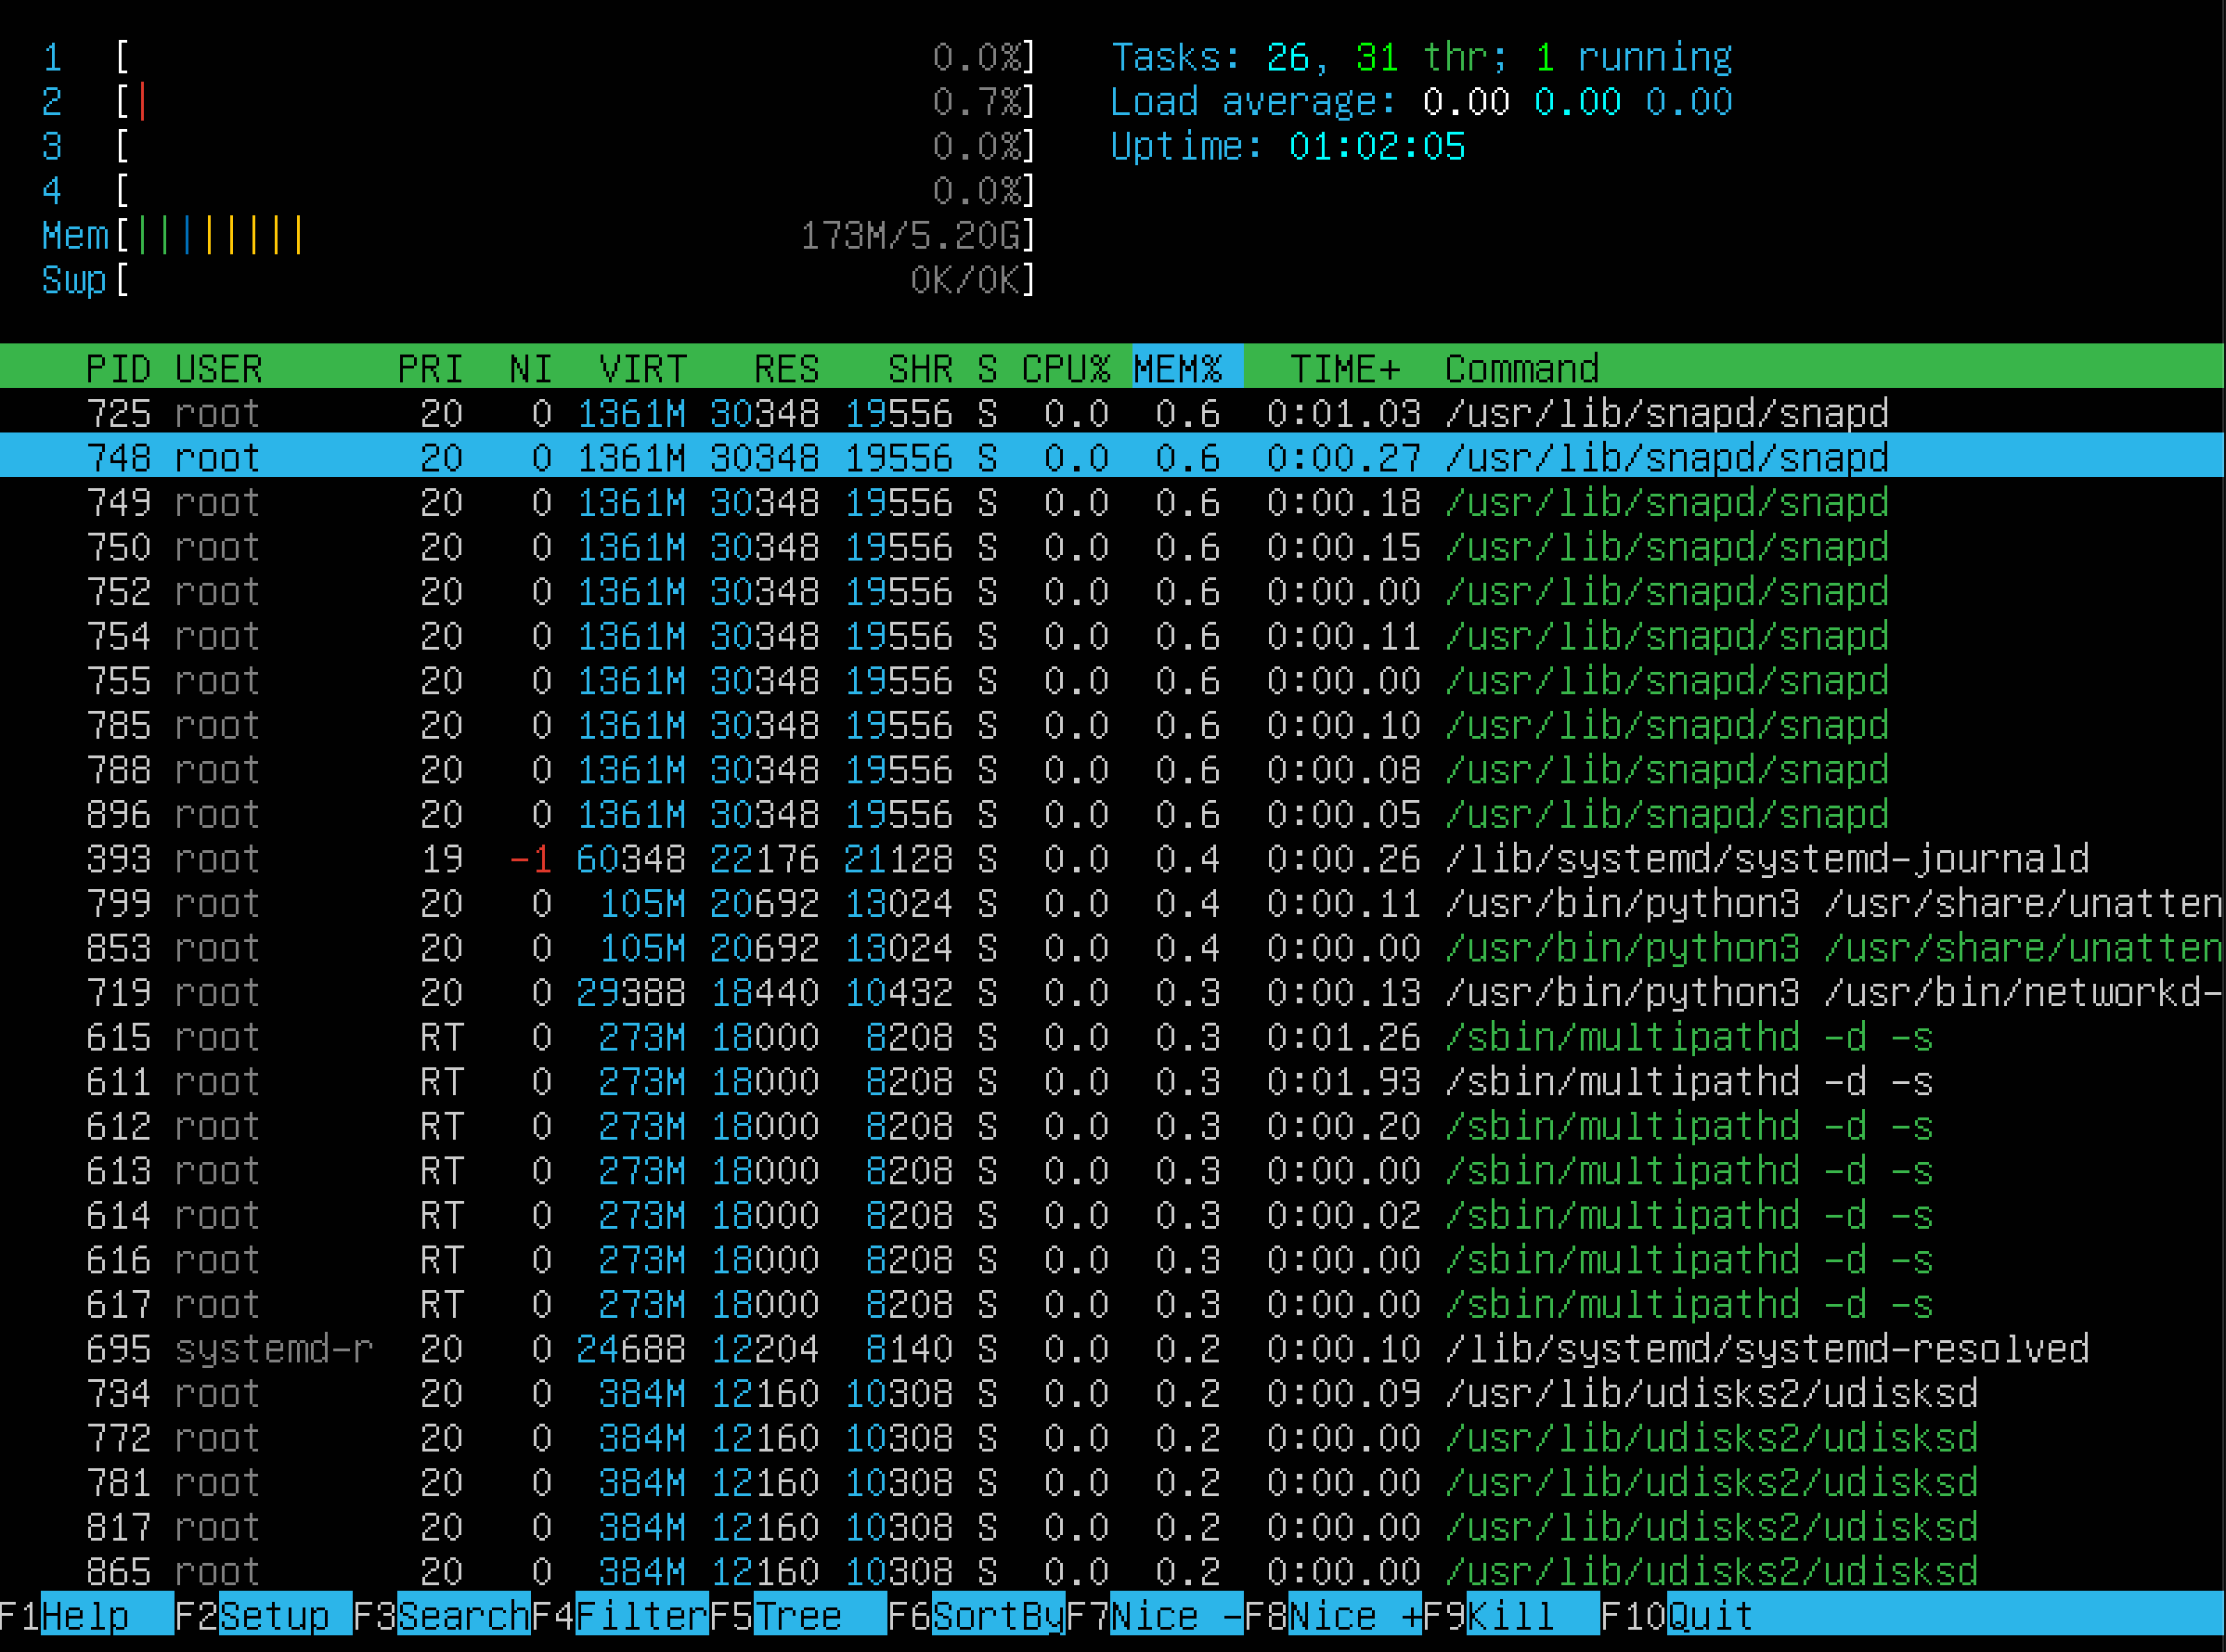 1 [ 0.0%] Tasks: 26, 31 thr; 1 running
2 [| 0.7%] Load average: 0.00 0.00 0.00
3 [ 0.0%] Uptime: 01:02:05
4 [ 0.0%]
Mem[|||||||| 173M/5.20G]
Swp[ 0K/0K]
PID USER PRI NI VIRT RES SHR S CPU% MEM% TIME+ Command
725 root 20 0 1361M 30348 19556 S 0.0 0.6 0:01.03 /usr/lib/snapd/snapd
748 root 20 0 1361M 30348 19556 S 0.0 0.6 0:00.27 /usr/lib/snapd/snapd
749 root 20 0 1361M 30348 19556 S 0.0 0.6 0:00.18 /usr/lib/snapd/snapd
750 root 20 0 1361M 30348 19556 S 0.0 0.6 0:00.15 /usr/lib/snapd/snapd
752 root 20 0 1361M 30348 19556 S 0.0 0.6 0:00.00 /usr/lib/snapd/snapd
754 root 20 0 1361M 30348 19556 S 0.0 0.6 0:00.11 /usr/lib/snapd/snapd
755 root 20 0 1361M 30348 19556 S 0.0 0.6 0:00.00 /usr/lib/snapd/snapd
785 root 20 0 1361M 30348 19556 S 0.0 0.6 0:00.10 /usr/lib/snapd/snapd
788 root 20 0 1361M 30348 19556 S 0.0 0.6 0:00.08 /usr/lib/snapd/snapd
896 root 20 0 1361M 30348 19556 S 0.0 0.6 0:00.05 /usr/lib/snapd/snapd
393 root 19 -1 60348 22176 21128 S 0.0 0.4 0:00.26 /lib/systemd/systemd-journald
799 root 20 0 105M 20692 13024 S 0.0 0.4 0:00.11 /usr/bin/python3 /usr/share/unatten
853 root 20 0 105M 20692 13024 S 0.0 0.4 0:00.00 /usr/bin/python3 /usr/share/unatten
719 root 20 0 29388 18440 10432 S 0.0 0.3 0:00.13 /usr/bin/python3 /usr/bin/networkd-
615 root RT 0 273M 18000 8208 S 0.0 0.3 0:01.26 /sbin/multipathd -d -s
611 root RT 0 273M 18000 8208 S 0.0 0.3 0:01.93 /sbin/multipathd -d -s
612 root RT 0 273M 18000 8208 S 0.0 0.3 0:00.20 /sbin/multipathd -d -s
613 root RT 0 273M 18000 8208 S 0.0 0.3 0:00.00 /sbin/multipathd -d -s
614 root RT 0 273M 18000 8208 S 0.0 0.3 0:00.02 /sbin/multipathd -d -s
616 root RT 0 273M 18000 8208 S 0.0 0.3 0:00.00 /sbin/multipathd -d -s
617 root RT 0 273M 18000 8208 S 0.0 0.3 0:00.00 /sbin/multipathd -d -s
695 systemd-r 20 0 24688 12204 8140 S 0.0 0.2 0:00.10 /lib/systemd/systemd-resolved
734 root 20 0 384M 12160 10308 S 0.0 0.2 0:00.09 /usr/lib/udisks2/udisksd
772 root 20 0 384M 12160 10308 S 0.0 0.2 0:00.00 /usr/lib/udisks2/udisksd
781 root 20 0 384M 12160 10308 S 0.0 0.2 0:00.00 /usr/lib/udisks2/udisksd
817 root 20 0 384M 12160 10308 S 0.0 0.2 0:00.00 /usr/lib/udisks2/udisksd
865 root 20 0 384M 12160 10308 S 0.0 0.2 0:00.00 /usr/lib/udisks2/udisksd
F1Help F2Setup F3SearchF4FilterF5Tree F6SortByF7Nice -F8Nice +F9Kill F10Quit